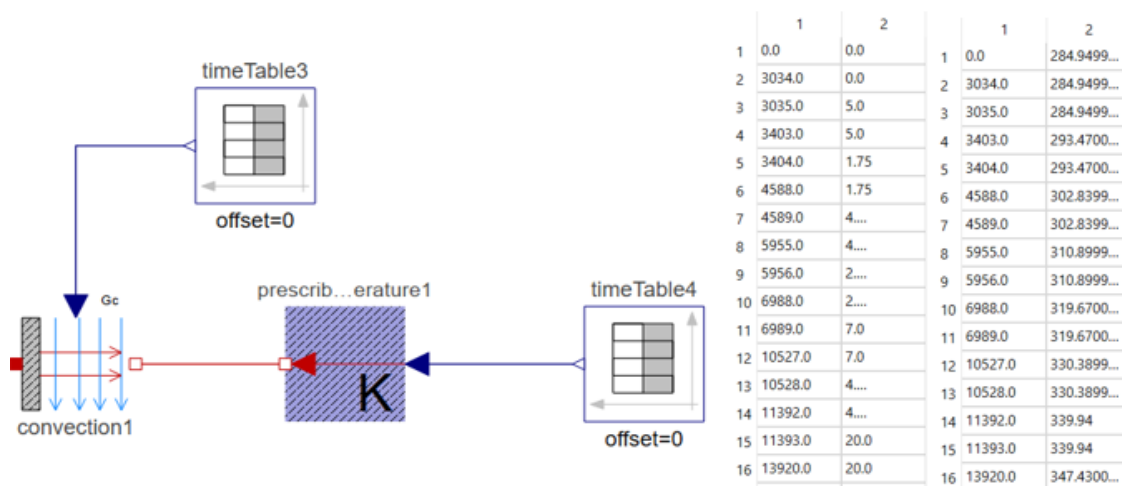 timeTable3
offset=0
Gc
convection1
prescrib...erature1
K
timeTable4
offset=0
1 2
1 0.0 0.0
2 3034.0 0.0
3 3035.0 5.0
4 3403.0 5.0
5 3404.0 1.75
6 4588.0 1.75
7 4589.0 4....
8 5955.0 4....
9 5956.0 2....
10 6988.0 2....
11 6989.0 7.0
12 10527.0 7.0
13 10528.0 4....
14 11392.0 4....
15 11393.0 20.0
16 13920.0 20.0
1 2
1 0.0 284.9499...
2 3034.0 284.9499...
3 3035.0 284.9499...
4 3403.0 293.4700...
5 3404.0 293.4700...
6 4588.0 302.8399...
7 4589.0 302.8399...
8 5955.0 310.8999...
9 5956.0 310.8999...
10 6988.0 319.6700...
11 6989.0 319.6700...
12 10527.0 330.3899...
13 10528.0 330.3899...
14 11392.0 339.94
15 11393.0 339.94
16 13920.0 347.4300...